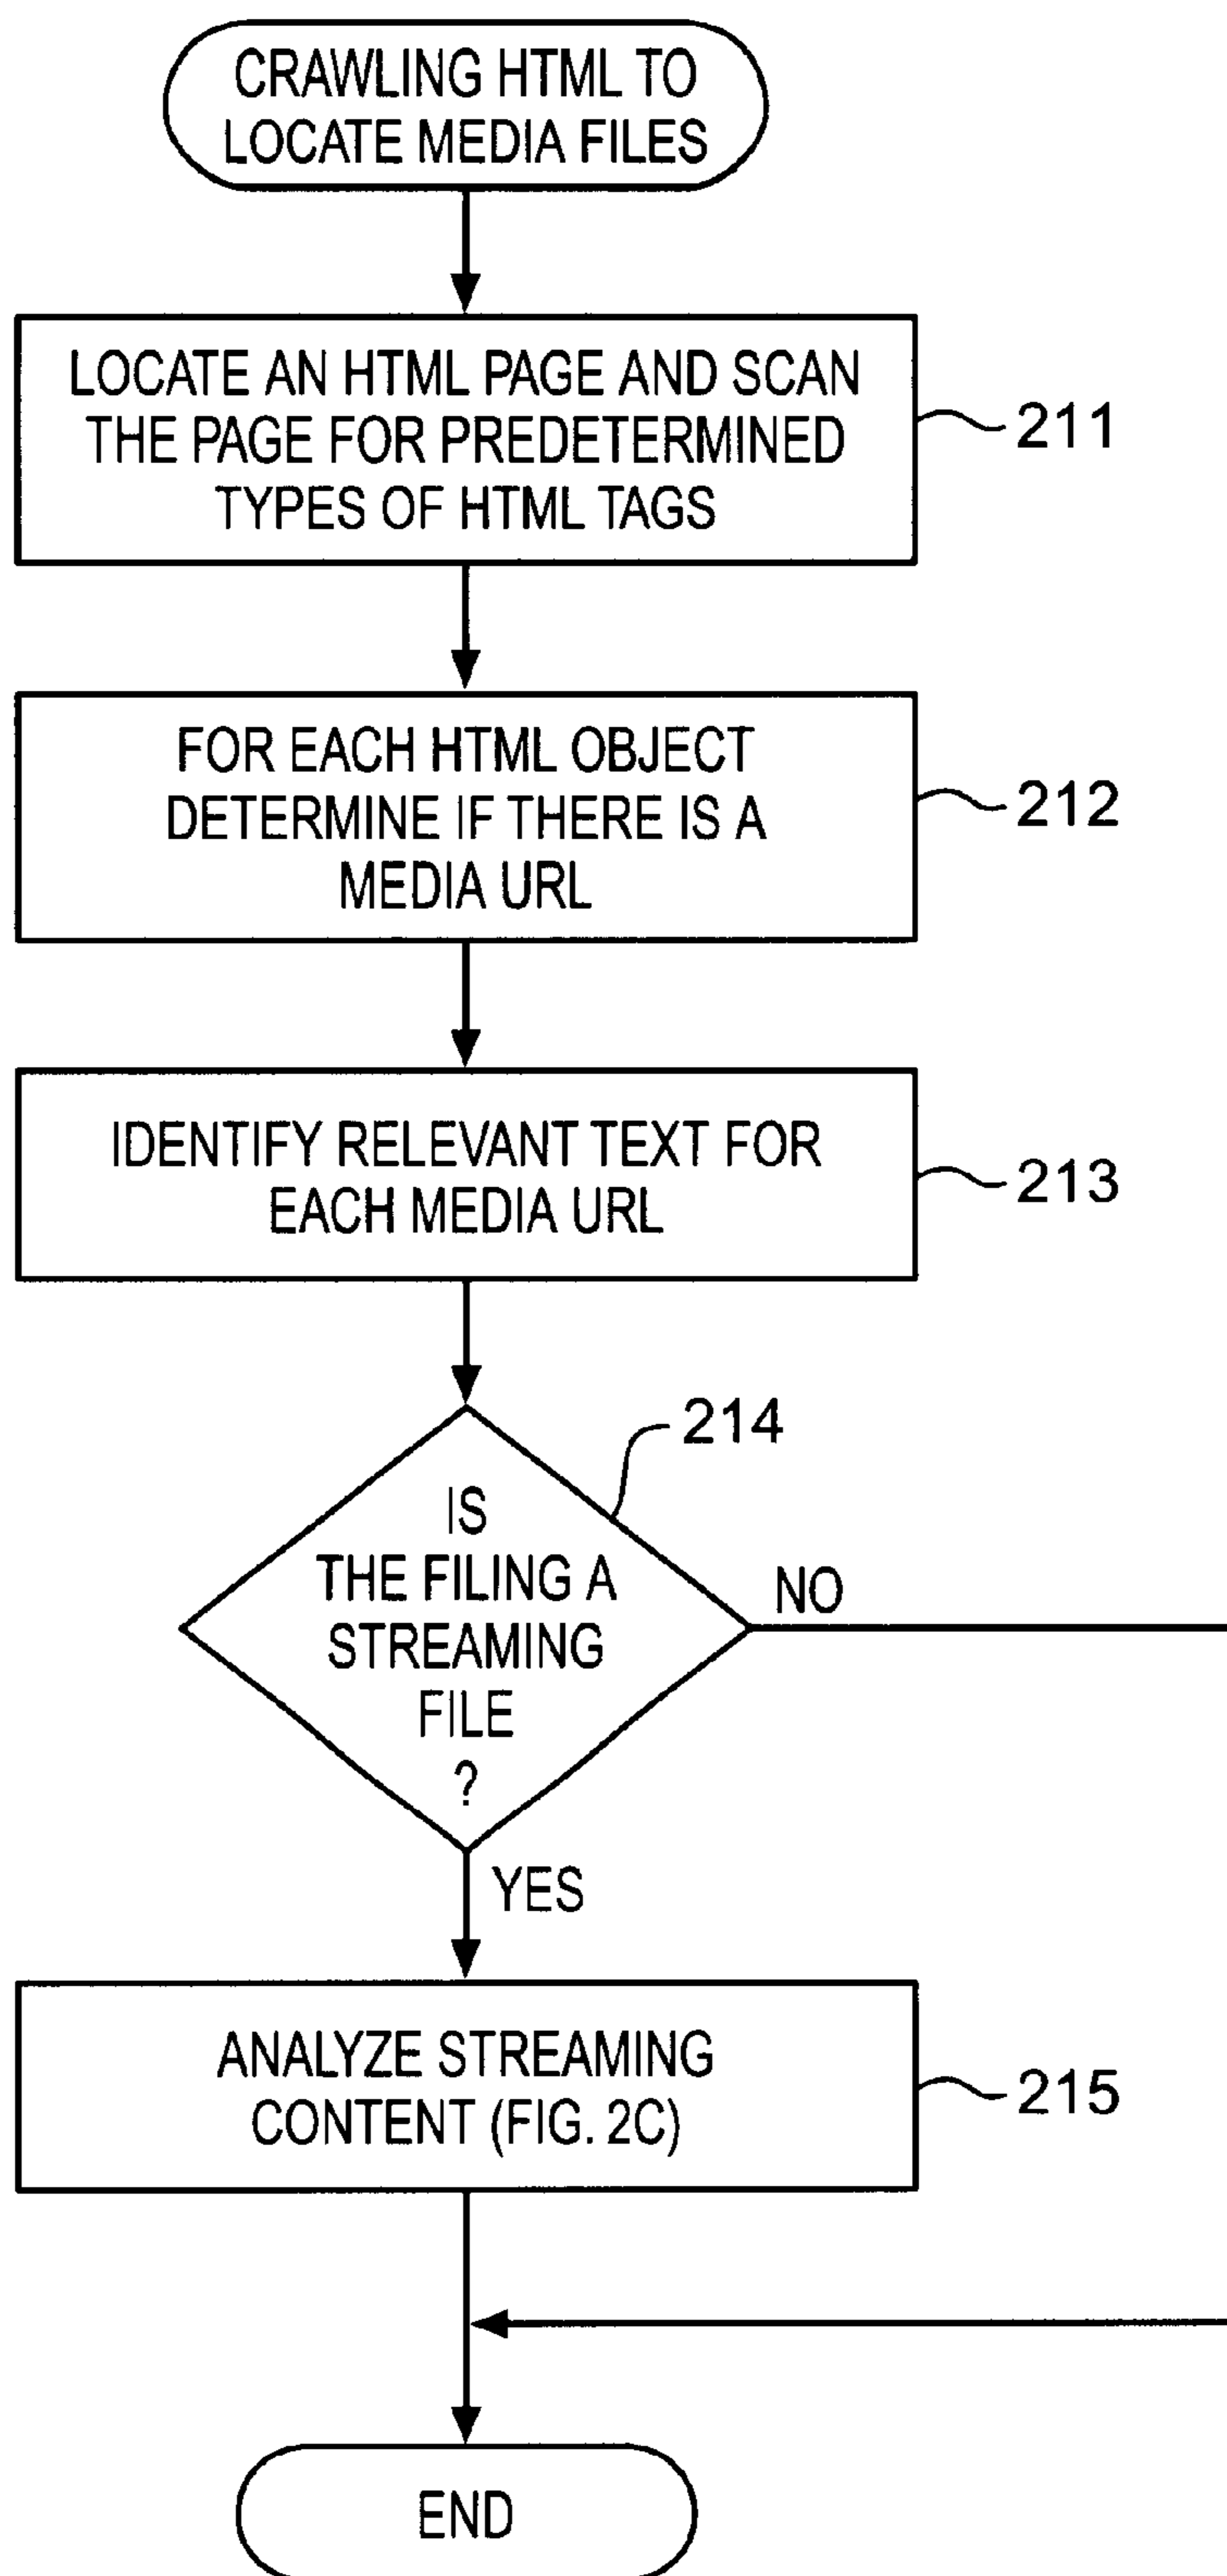 CRAWLING HTML TO
LOCATE MEDIA FILES
LOCATE AN HTML PAGE AND SCAN
THE PAGE FOR PREDETERMINED
TYPES OF HTML TAGS
211
FOR EACH HTML OBJECT
DETERMINE IF THERE IS A
MEDIA URL
212
IDENTIFY RELEVANT TEXT FOR
EACH MEDIA URL
213
214
IS
THE FILING A
STREAMING
FILE
?
NO
YES
ANALYZE STREAMING
CONTENT (FIG. 2C)
215
END